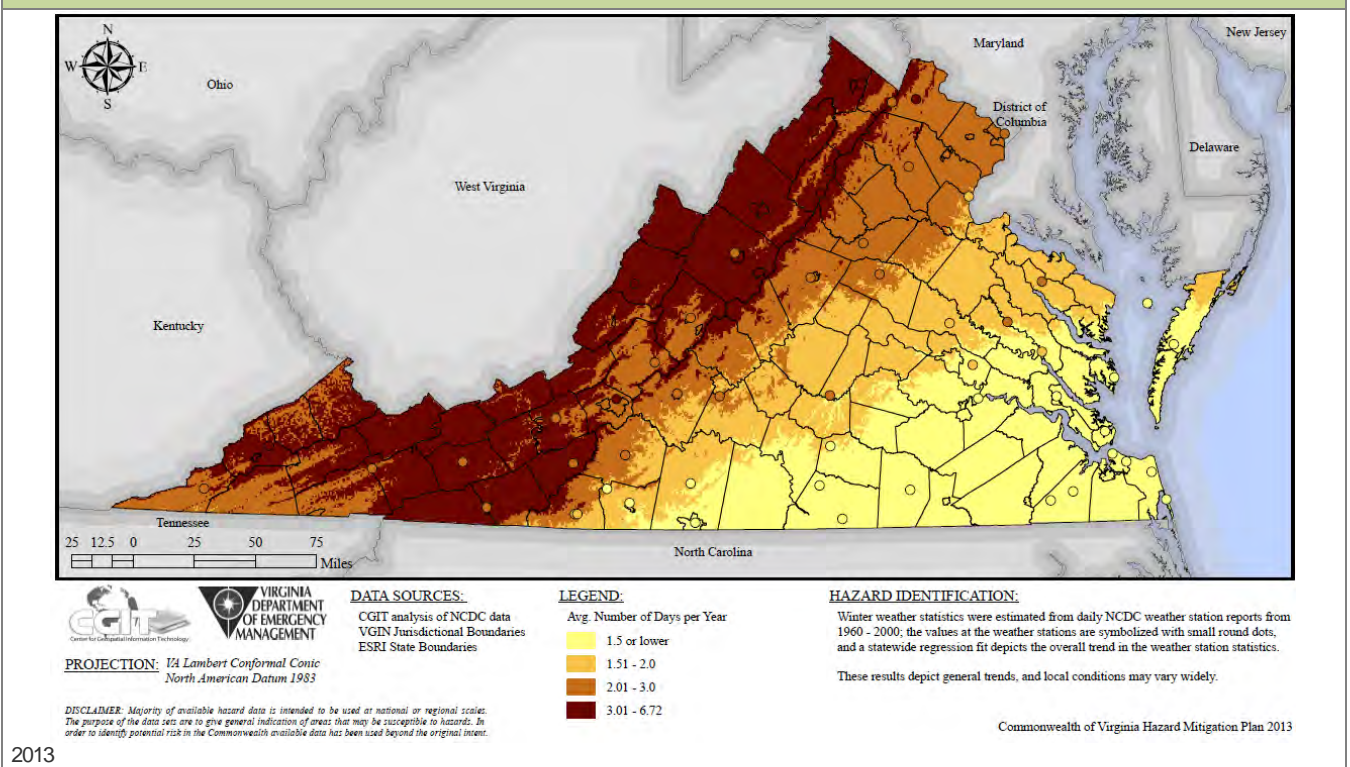 N
W E
S
Ohio
Maryland
New Jersey
District of
Columbia
Delaware
West Virginia
Kentucky
Tennessee
North Carolina
25 12.5 0 25 50 75
Miles
CGIT
Center for Geospatial Information Technology
VIRGINIA
DEPARTMENT
OF EMERGENCY
MANAGEMENT
PROJECTION: VA Lambert Conformal Conic
North American Datum 1983
DISCLAIMER: Majority of available hazard data is intended to be used at national or regional scales.
The purpose of the data sets are to give general indication of areas that may be susceptible to hazards. In
order to identify potential risk in the Commonwealth available data has been used beyond the original intent.
DATA SOURCES:
CGIT analysis of NCDC data
VGIN Jurisdictional Boundaries
ESRI State Boundaries
LEGEND:
Avg. Number of Days per Year
1.5 or lower
1.51 - 2.0
2.01 - 3.0
3.01 - 6.72
HAZARD IDENTIFICATION:
Winter weather statistics were estimated from daily NCDC weather station reports from
1960 - 2000; the values at the weather stations are symbolized with small round dots,
and a statewide regression fit depicts the overall trend in the weather station statistics.
These results depict general trends, and local conditions may vary widely.
Commonwealth of Virginia Hazard Mitigation Plan 2013
2013